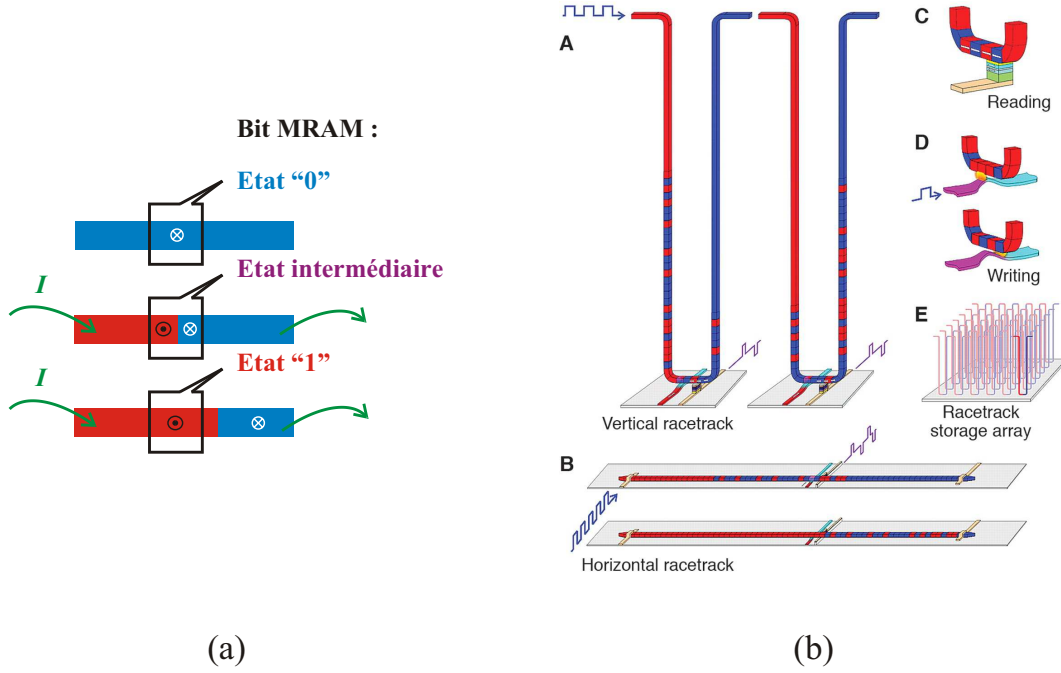 Bit MRAM :
Etat “0”
Etat intermédiaire
I
Etat “1”
I
(a)
A
Vertical racetrack
B
Horizontal racetrack
C
Reading
D
Writing
E
Racetrack
storage array
(b)